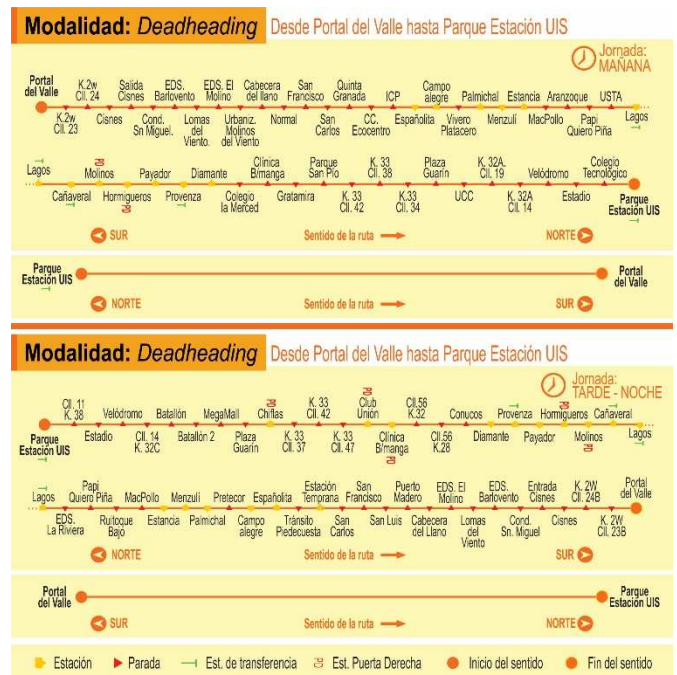 Modalidad: Deadheading Desde Portal del Valle hasta Parque Estación UIS
Jornada:
MAÑANA
Portal
del Valle
K.2w
Cll. 23
K.2w
Cll. 24
Cisnes
Salida
Cisnes
Cond.
Sn Miguel.
EDS.
Barlovento
Lomas
del
Viento.
EDS. El
Molino
Urbaniz.
Molinos
del Viento
Cabecera
del llano
Normal
San
Francisco
San
Carlos
Quinta
Granada
CC.
Ecocentro
ICP
Españolita
Campo
alegre
Vivero
Platacero
Palmichal
Menzulí
Estancia
MacPollo
Aranzoque
Papi
Quiero Piña
USTA
Lagos
Lagos
Cañaveral
Molinos
PD
Hormigueros
PD
Payador
Provenza
Diamante
Colegio
la Merced
Clínica
B/manga
Gratamira
Parque
San Pío
K. 33
Cll. 42
K. 33
Cll. 38
K.33
Cll. 34
Plaza
Guarín
UCC
K. 32A.
Cll. 19
K. 32A
Cll. 14
Velódromo
Estadio
Colegio
Tecnológico
Parque
Estación UIS
SUR
Sentido de la ruta
NORTE
Parque
Estación UIS
Portal
del Valle
NORTE
Sentido de la ruta
SUR
Modalidad: Deadheading Desde Portal del Valle hasta Parque Estación UIS
Jornada:
TARDE - NOCHE
Parque
Estación UIS
Cll. 11
K. 38
Estadio
Velódromo
Cll. 14
K. 32C
Batallón
Batallón 2
MegaMall
Plaza
Guarin
Chiflas
PD
K. 33
Cll. 37
K. 33
Cll. 42
K. 33
Cll. 47
Club
Unión
PD
Clínica
B/manga
PD
Cll.56
K.32
Cll.56
K.28
Conucos
Diamante
Provenza
Payador
Hormigueros
PD
Molinos
PD
Cañaveral
Lagos
Lagos
EDS.
La Riviera
Papi
Quiero Piña
Ruitoque
Bajo
MacPollo
Estancia
Menzulí
Palmichal
Pretecor
Campo
alegre
Españolita
Tránsito
Piedecuesta
Estación
Temprana
San
Carlos
San
Francisco
San Luis
Puerto
Madero
Cabecera
del Llano
EDS. El
Molino
Lomas
del
Viento
EDS.
Barlovento
Cond.
Sn. Miguel
Entrada
Cisnes
Cisnes
K. 2W
Cll. 24B
K. 2W
Cll. 23B
Portal
del Valle
NORTE
Sentido de la ruta
SUR
Portal
del Valle
Parque
Estación UIS
SUR
Sentido de la ruta
NORTE
Estación
Parada
Est. de transferencia
PD
Est. Puerta Derecha
Inicio del sentido
Fin del sentido